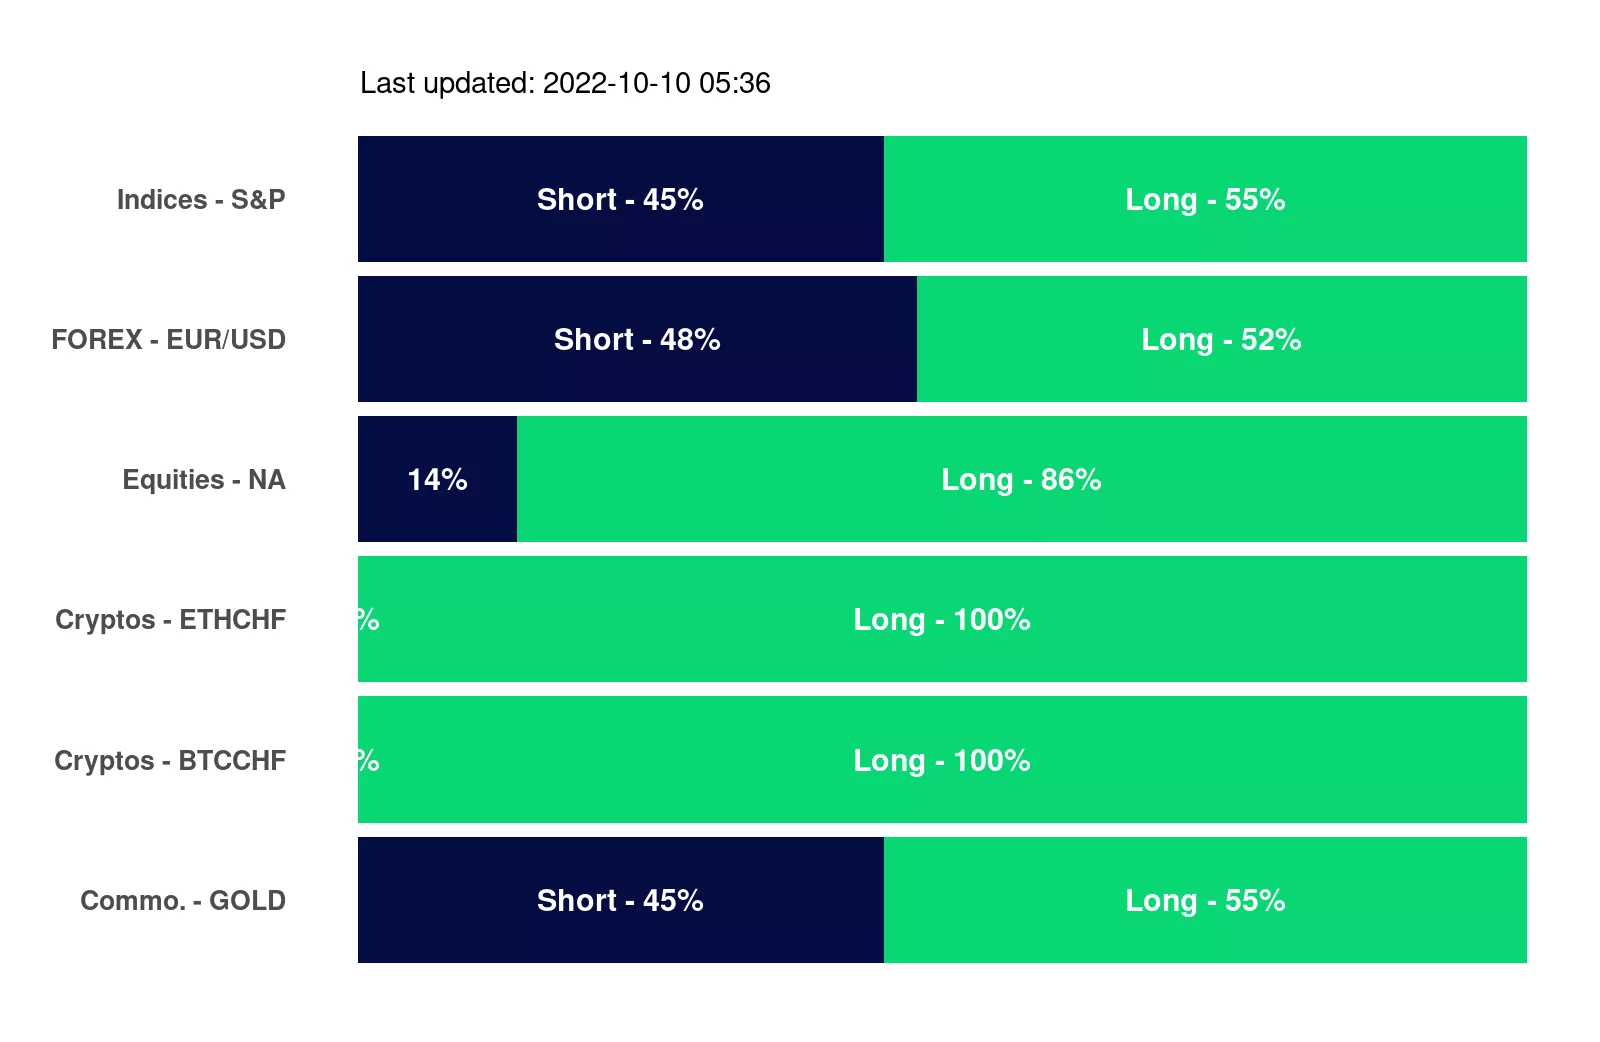 Last updated: 2022-10-10 05:36
Indices - S&P Short - 45% Long - 55%
FOREX - EUR/USD Short - 48% Long - 52%
Equities - NA 14% Long - 86%
Cryptos - ETHCHF % Long - 100%
Cryptos - BTCCHF % Long - 100%
Commo. - GOLD Short - 45% Long - 55%